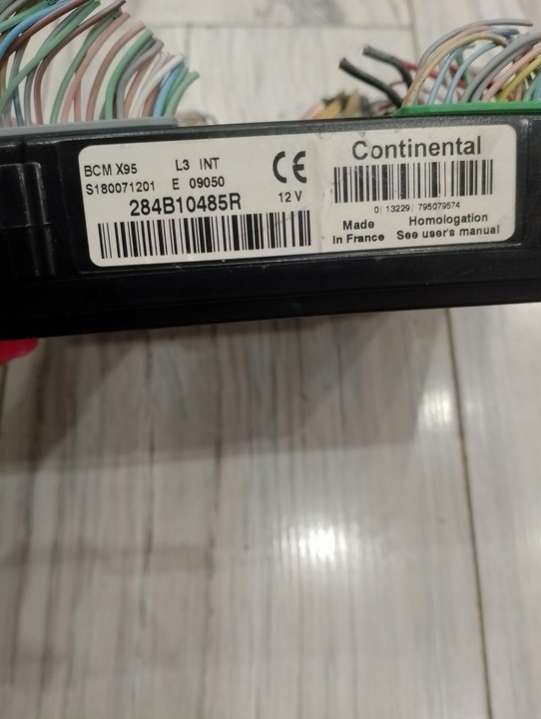 BCM X95 L3 INT
S180071201 E 09050
284B10485R 12 V
CE
Continental
0| 13229| 795079574
Made Homologation
In France See user's manual